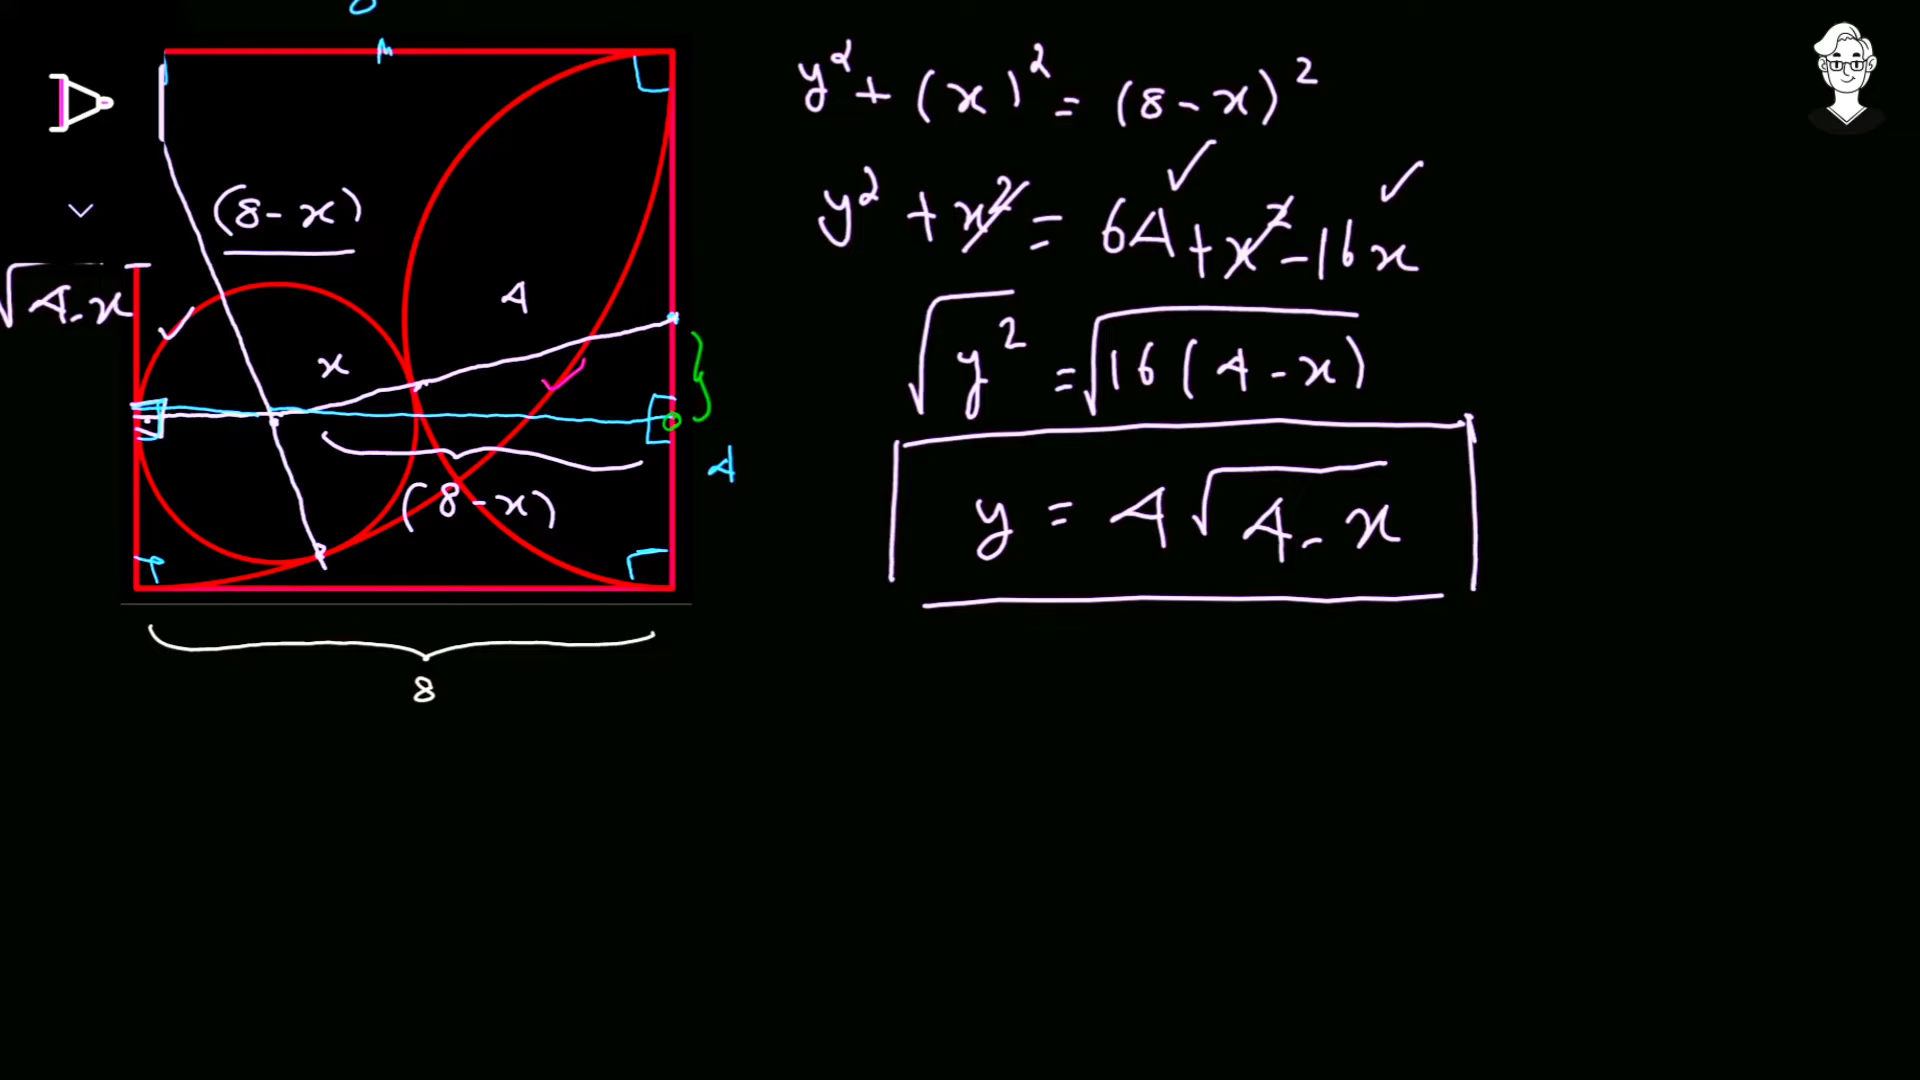 y² + (x)² = (8 - x)²
(8 - x)
y² + x² = 64 + x² - 16x
√4 - x
4
x
√y² = √16(4 - x)
4
(8 - x)
y = 4√4 - x
8